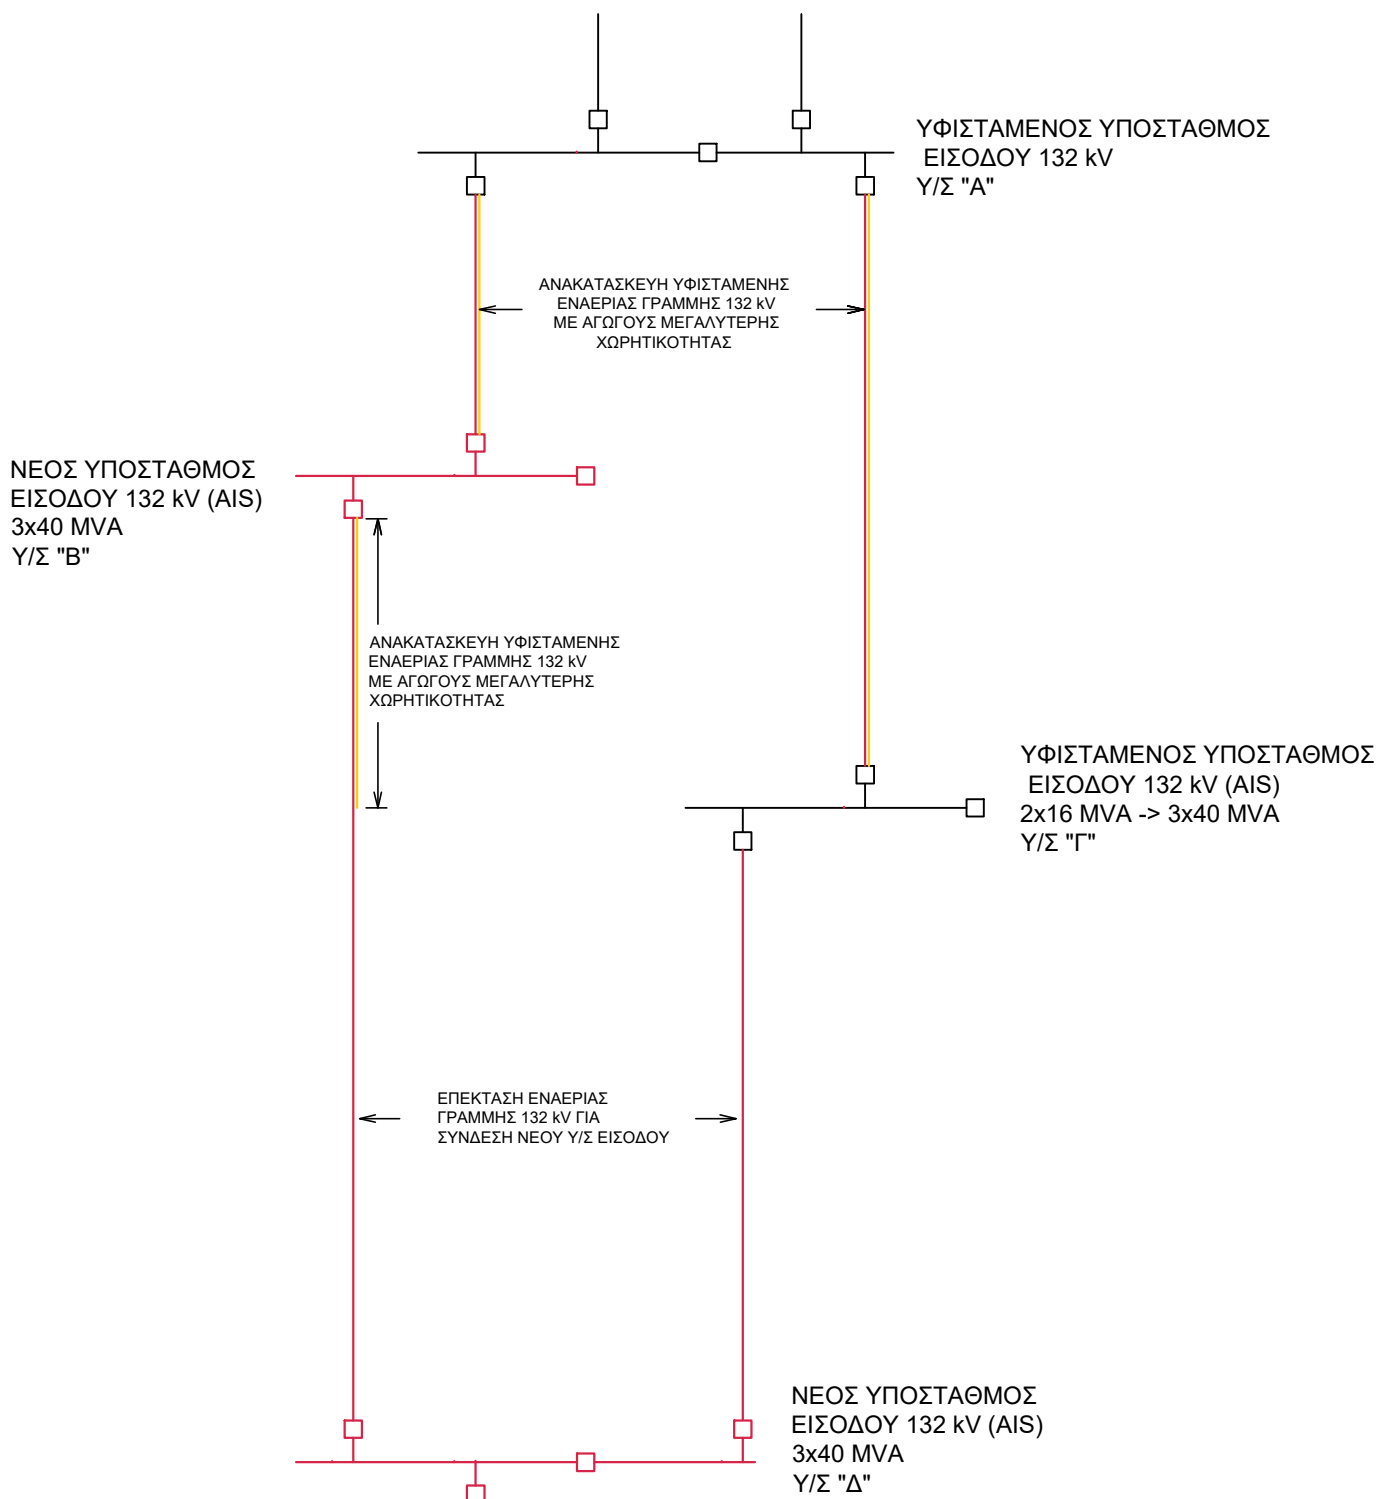 ΥΦΙΣΤΑΜΕΝΟΣ ΥΠΟΣΤΑΘΜΟΣ
ΕΙΣΟΔΟΥ 132 kV
Υ/Σ "Α"
ΑΝΑΚΑΤΑΣΚΕΥΗ ΥΦΙΣΤΑΜΕΝΗΣ
ΕΝΑΕΡΙΑΣ ΓΡΑΜΜΗΣ 132 kV
ΜΕ ΑΓΩΓΟΥΣ ΜΕΓΑΛΥΤΕΡΗΣ
ΧΩΡΗΤΙΚΟΤΗΤΑΣ
ΝΕΟΣ ΥΠΟΣΤΑΘΜΟΣ
ΕΙΣΟΔΟΥ 132 kV (AIS)
3x40 MVA
Υ/Σ "Β"
ΑΝΑΚΑΤΑΣΚΕΥΗ ΥΦΙΣΤΑΜΕΝΗΣ
ΕΝΑΕΡΙΑΣ ΓΡΑΜΜΗΣ 132 kV
ΜΕ ΑΓΩΓΟΥΣ ΜΕΓΑΛΥΤΕΡΗΣ
ΧΩΡΗΤΙΚΟΤΗΤΑΣ
ΥΦΙΣΤΑΜΕΝΟΣ ΥΠΟΣΤΑΘΜΟΣ
ΕΙΣΟΔΟΥ 132 kV (AIS)
2x16 MVA -> 3x40 MVA
Υ/Σ "Γ"
ΕΠΕΚΤΑΣΗ ΕΝΑΕΡΙΑΣ
ΓΡΑΜΜΗΣ 132 kV ΓΙΑ
ΣΥΝΔΕΣΗ ΝΕΟΥ Υ/Σ ΕΙΣΟΔΟΥ
ΝΕΟΣ ΥΠΟΣΤΑΘΜΟΣ
ΕΙΣΟΔΟΥ 132 kV (AIS)
3x40 MVA
Υ/Σ "Δ"